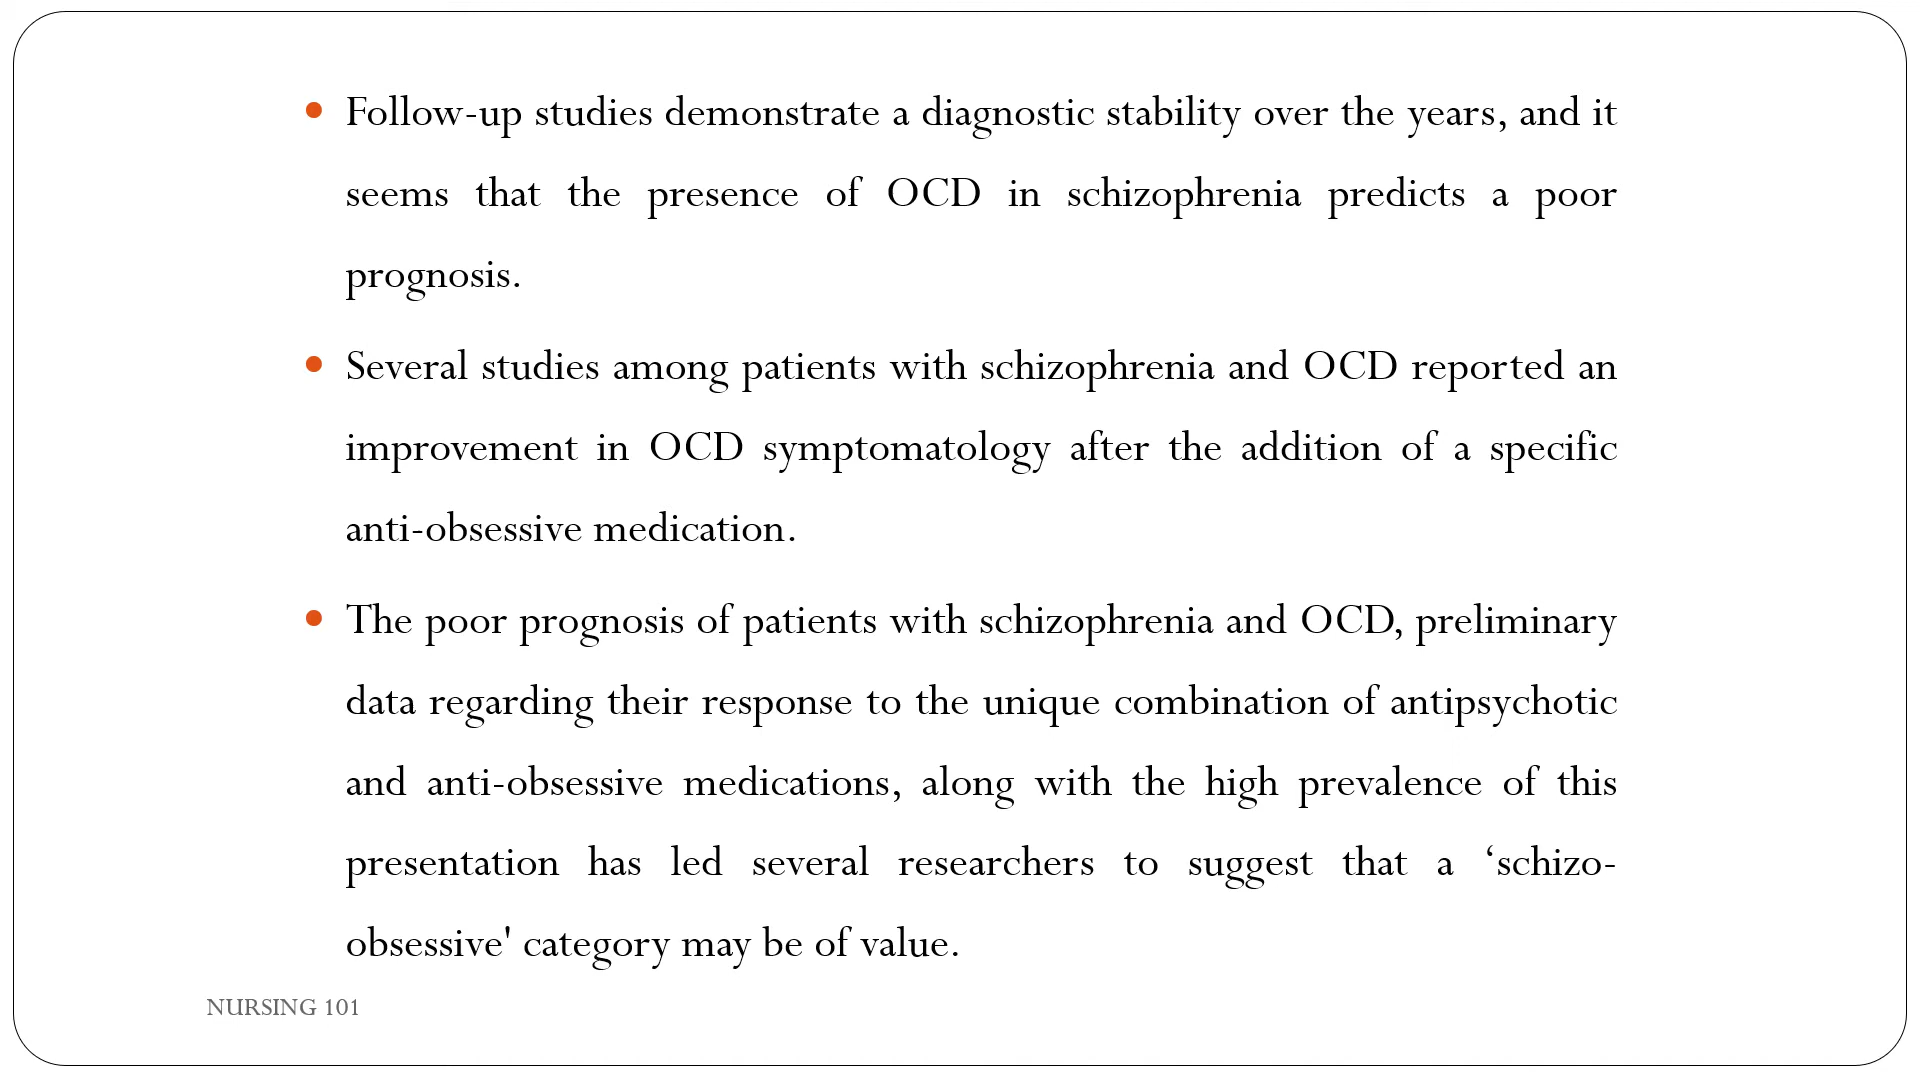 Follow-up studies demonstrate a diagnostic stability over the years, and it
seems that the presence of OCD in schizophrenia predicts a poor
prognosis.
Several studies among patients with schizophrenia and OCD reported an
improvement in OCD symptomatology after the addition of a specific
anti-obsessive medication.
The poor prognosis of patients with schizophrenia and OCD, preliminary
data regarding their response to the unique combination of antipsychotic
and anti-obsessive medications, along with the high prevalence of this
presentation has led several researchers to suggest that a ‘schizo-
obsessive' category may be of value.
NURSING 101